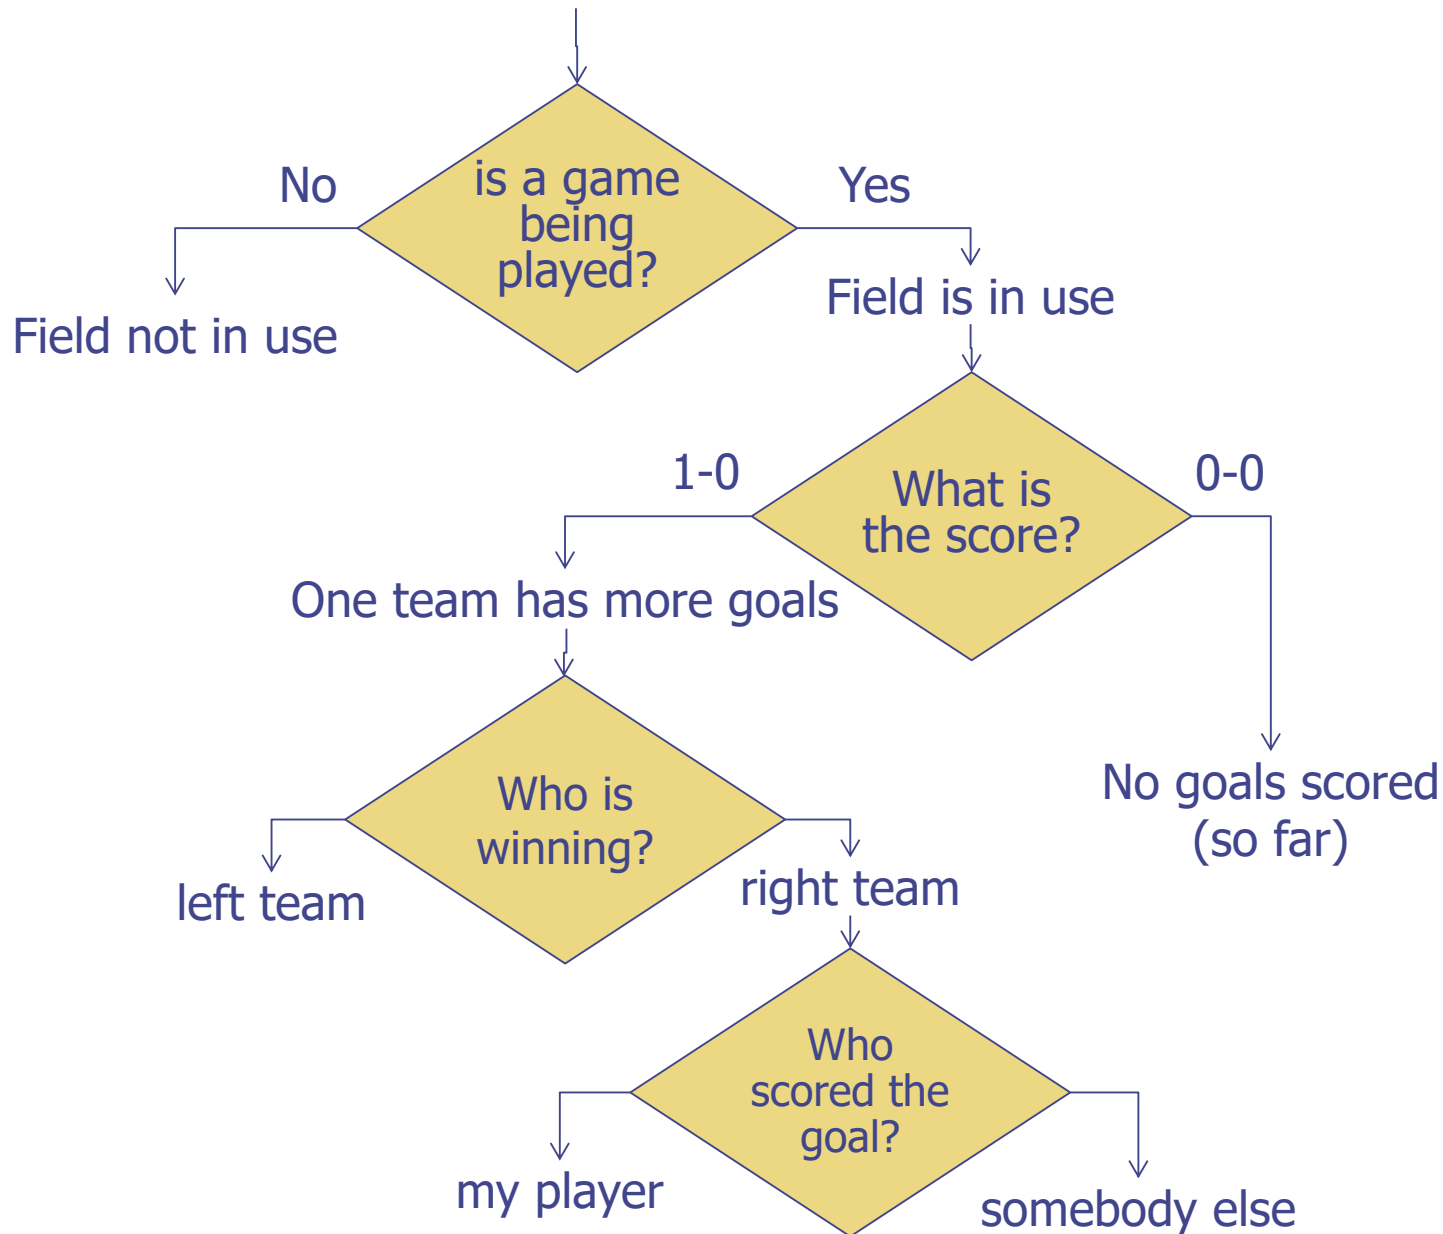 No
is a game
being
played?
Yes
Field not in use
Field is in use
1-0
What is
the score?
0-0
One team has more goals
No goals scored
(so far)
Who is
winning?
left team
right team
Who
scored the
goal?
my player
somebody else